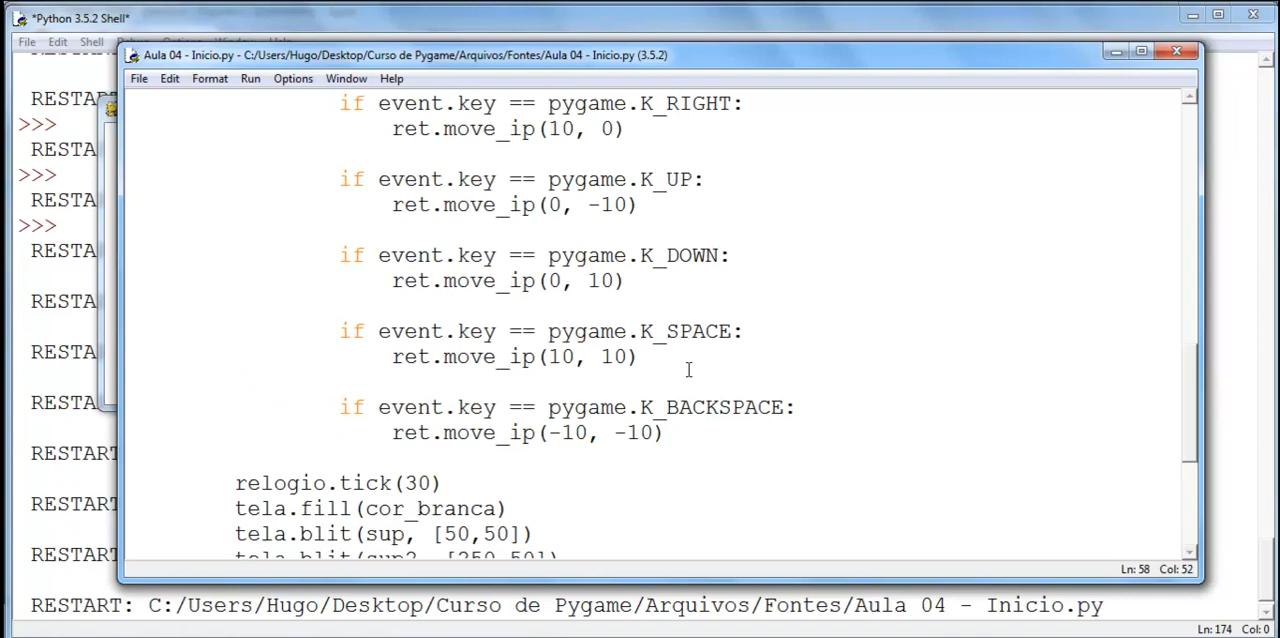 *Python 3.5.2 Shell*
File Edit Shell
Aula 04 - Inicio.py - C:/Users/Hugo/Desktop/Curso de Pygame/Arquivos/Fontes/Aula 04 - Inicio.py (3.5.2)
File Edit Format Run Options Window Help
RESTAR
>>>
RESTA
>>>
RESTA
>>>
RESTA
RESTA
RESTA
RESTA
RESTART
RESTART
RESTART
if event.key == pygame.K_RIGHT:
ret.move_ip(10, 0)
if event.key == pygame.K_UP:
ret.move_ip(0, -10)
if event.key == pygame.K_DOWN:
ret.move_ip(0, 10)
if event.key == pygame.K_SPACE:
ret.move_ip(10, 10)
if event.key == pygame.K_BACKSPACE:
ret.move_ip(-10, -10)
relogio.tick(30)
tela.fill(cor_branca)
tela.blit(sup, [50,50])
tela.blit(sup2, [250,50])
Ln: 58 Col: 52
RESTART: C:/Users/Hugo/Desktop/Curso de Pygame/Arquivos/Fontes/Aula 04 - Inicio.py
Ln: 174 Col: 0